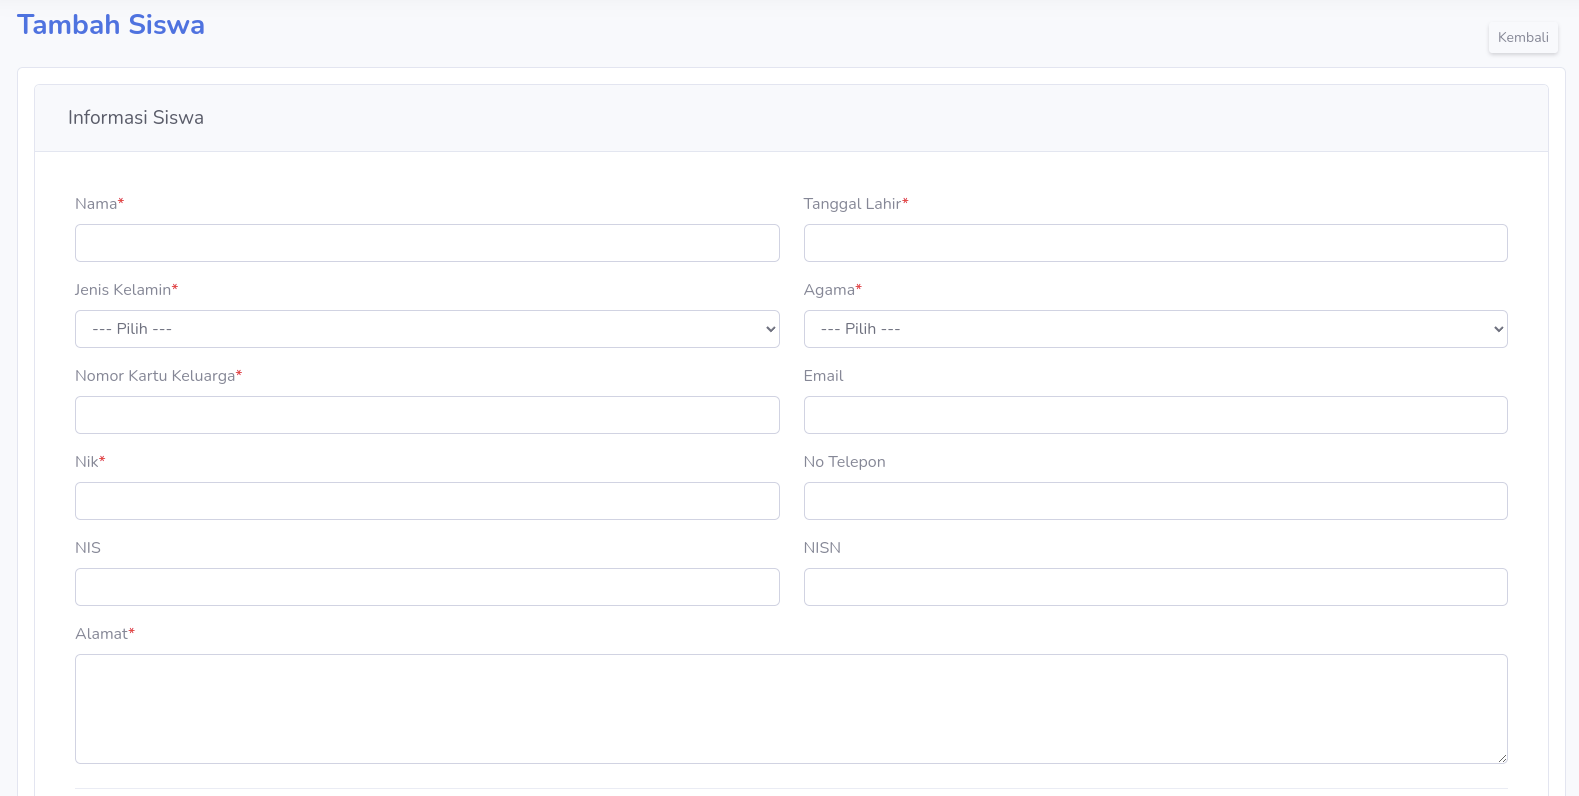 Tambah Siswa
Kembali
Informasi Siswa
Nama*
Tanggal Lahir*
Jenis Kelamin*
Agama*
--- Pilih ---
--- Pilih ---
Nomor Kartu Keluarga*
Email
Nik*
No Telepon
NIS
NISN
Alamat*